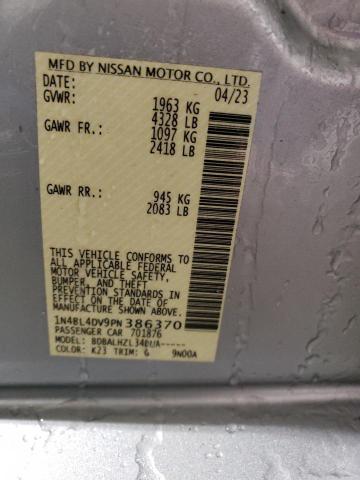 MFD BY NISSAN MOTOR CO., LTD.
DATE: 04/23
GVWR: 1963 KG
4328 LB
GAWR FR.: 1097 KG
2418 LB
GAWR RR.: 945 KG
2083 LB
THIS VEHICLE CONFORMS TO
ALL APPLICABLE FEDERAL
MOTOR VEHICLE SAFETY,
BUMPER, AND THEFT
PREVENTION STANDARDS
IN EFFECT ON THE DATE OF
MANUFACTURE SHOWN ABOVE.
1N4BL4DV9PN386370
PASSENGER CAR 701876
MODEL: BDBALHZL34DUA-----
COLOR: K23 TRIM: G 9N00A